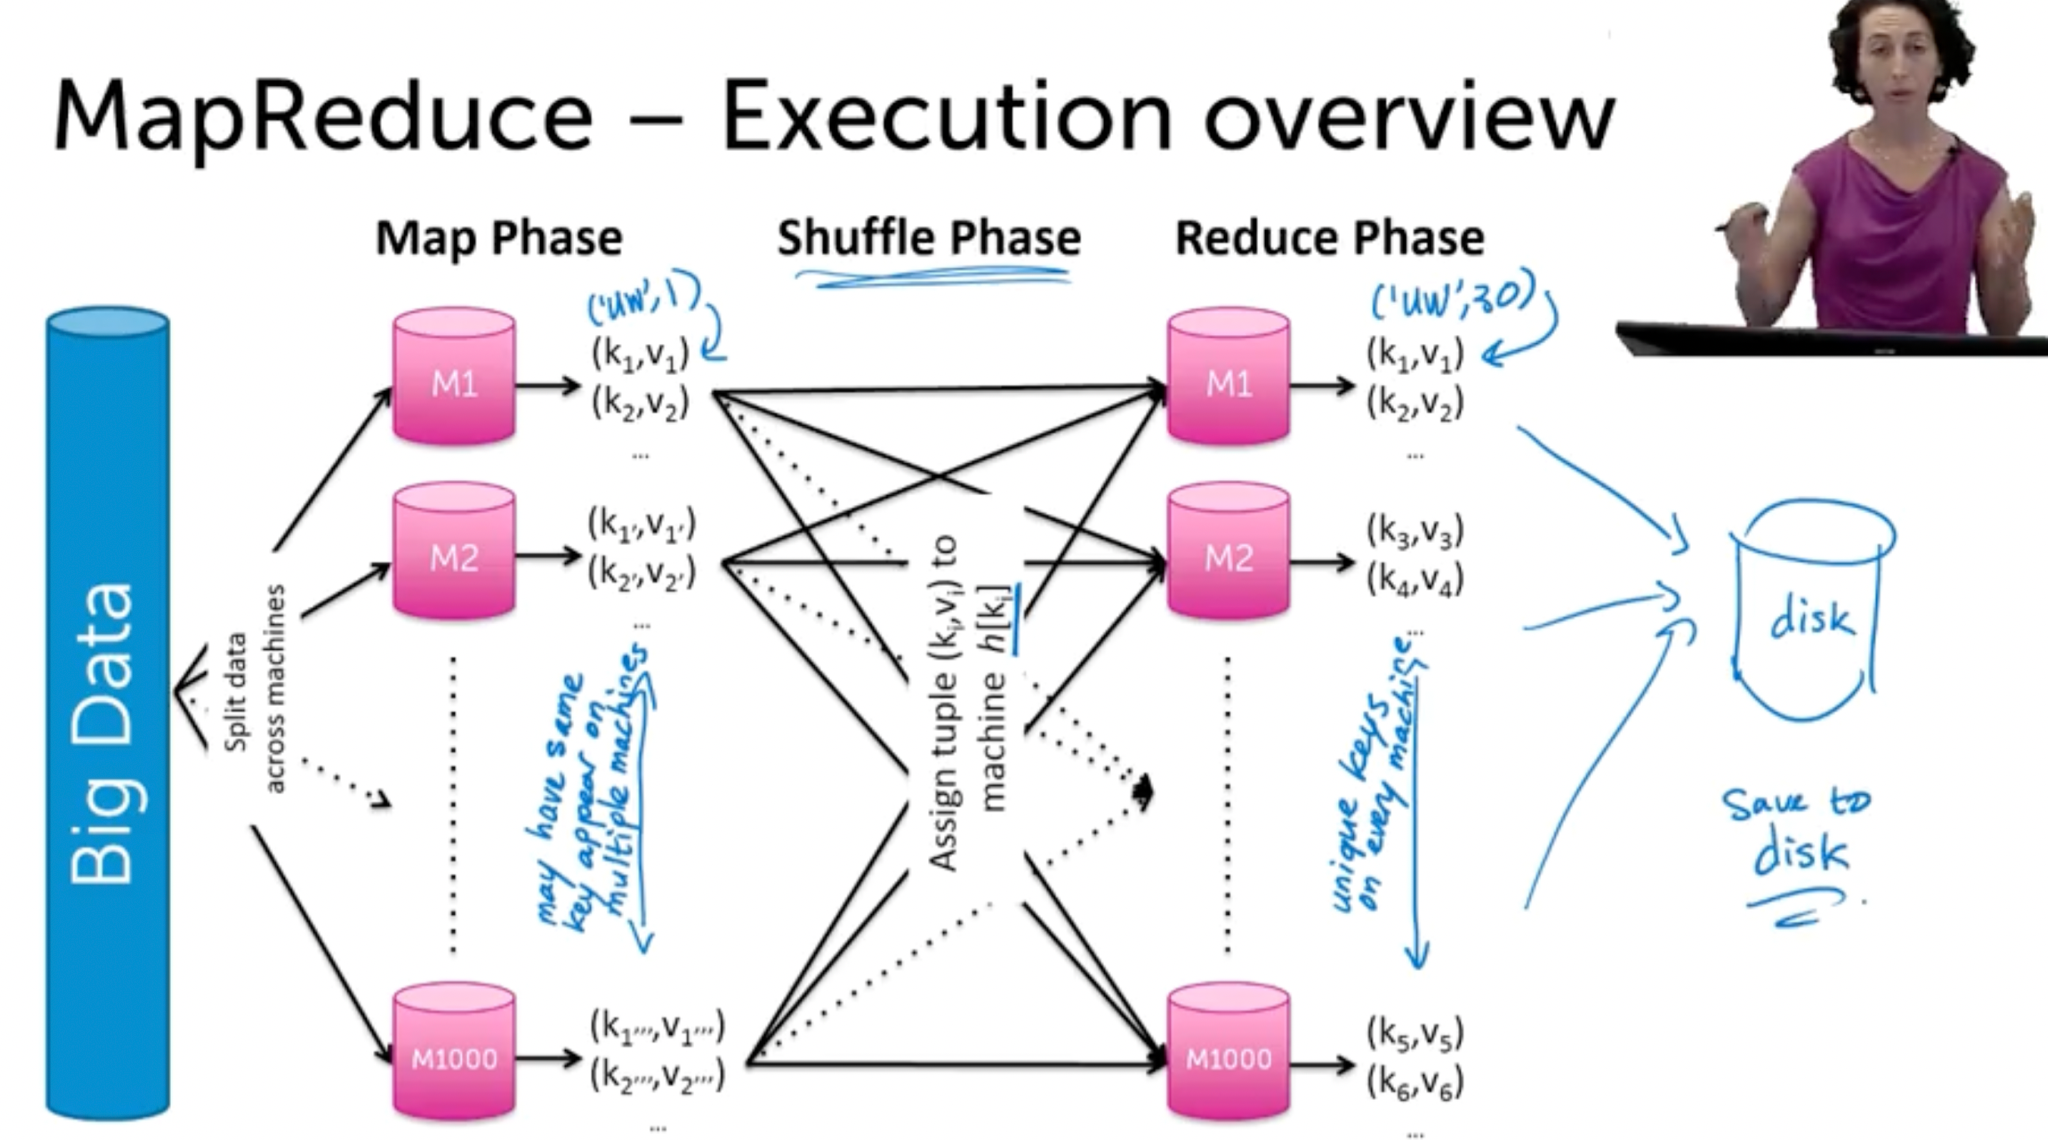 MapReduce – Execution overview
Map Phase
Shuffle Phase
Reduce Phase
('UW',1)
('UW',30)
Big Data
Split data
across machines
M1
(k1,v1)
(k2,v2)
...
M2
(k1',v1')
(k2',v2')
...
may have same
key appear on
multiple machines
M1000
(k1''',v1''')
(k2''',v2''')
...
Assign tuple (ki,vi) to
machine h[ki]
M1
(k1,v1)
(k2,v2)
...
M2
(k3,v3)
(k4,v4)
...
unique keys
on every machine
M1000
(k5,v5)
(k6,v6)
...
disk
Save to
disk